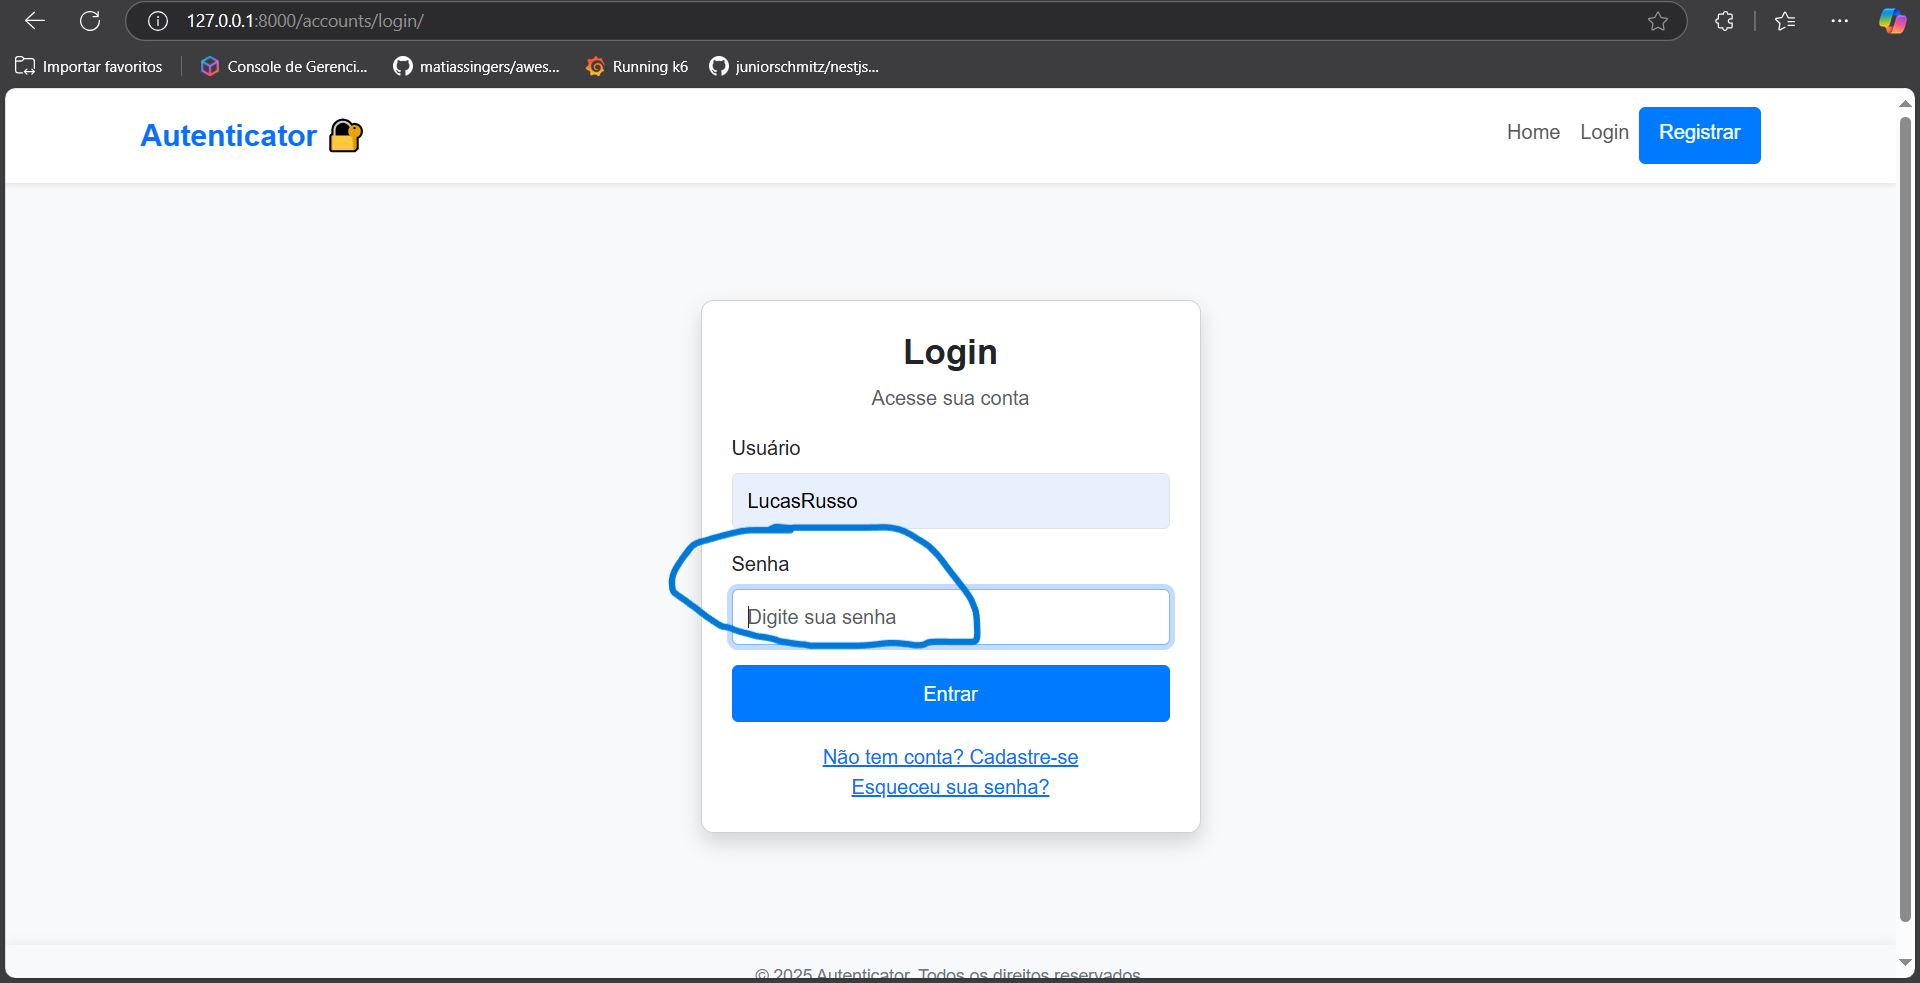 127.0.0.1:8000/accounts/login/
Importar favoritos
Console de Gerenci...
matiassingers/awes...
Running k6
juniorschmitz/nestjs...
Autenticator
Home
Login
Registrar
Login
Acesse sua conta
Usuário
LucasRusso
Senha
Digite sua senha
Entrar
Não tem conta? Cadastre-se
Esqueceu sua senha?
© 2025 Autenticator. Todos os direitos reservados.